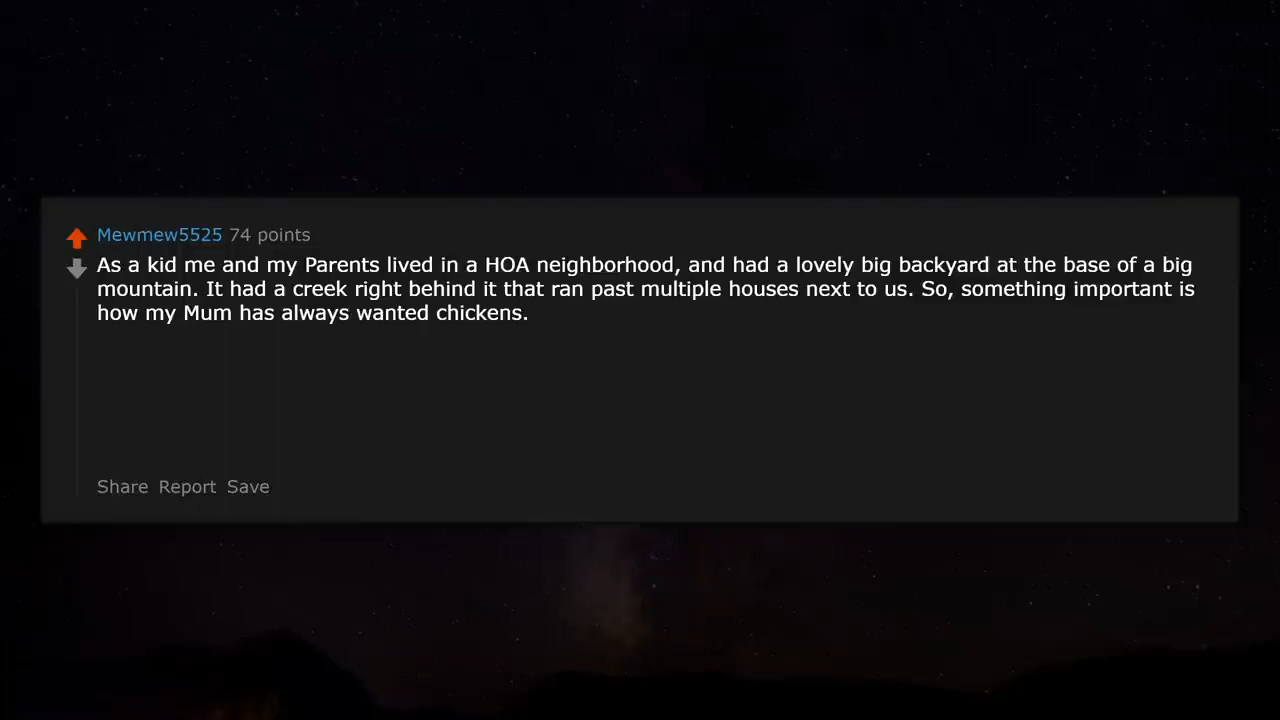 Mewmew5525 74 points
As a kid me and my Parents lived in a HOA neighborhood, and had a lovely big backyard at the base of a big
mountain. It had a creek right behind it that ran past multiple houses next to us. So, something important is
how my Mum has always wanted chickens.
Share Report Save